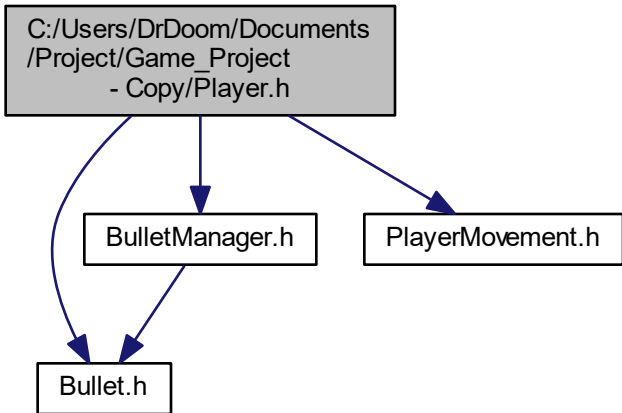 C:/Users/DrDoom/Documents
/Project/Game_Project
- Copy/Player.h
BulletManager.h
PlayerMovement.h
Bullet.h